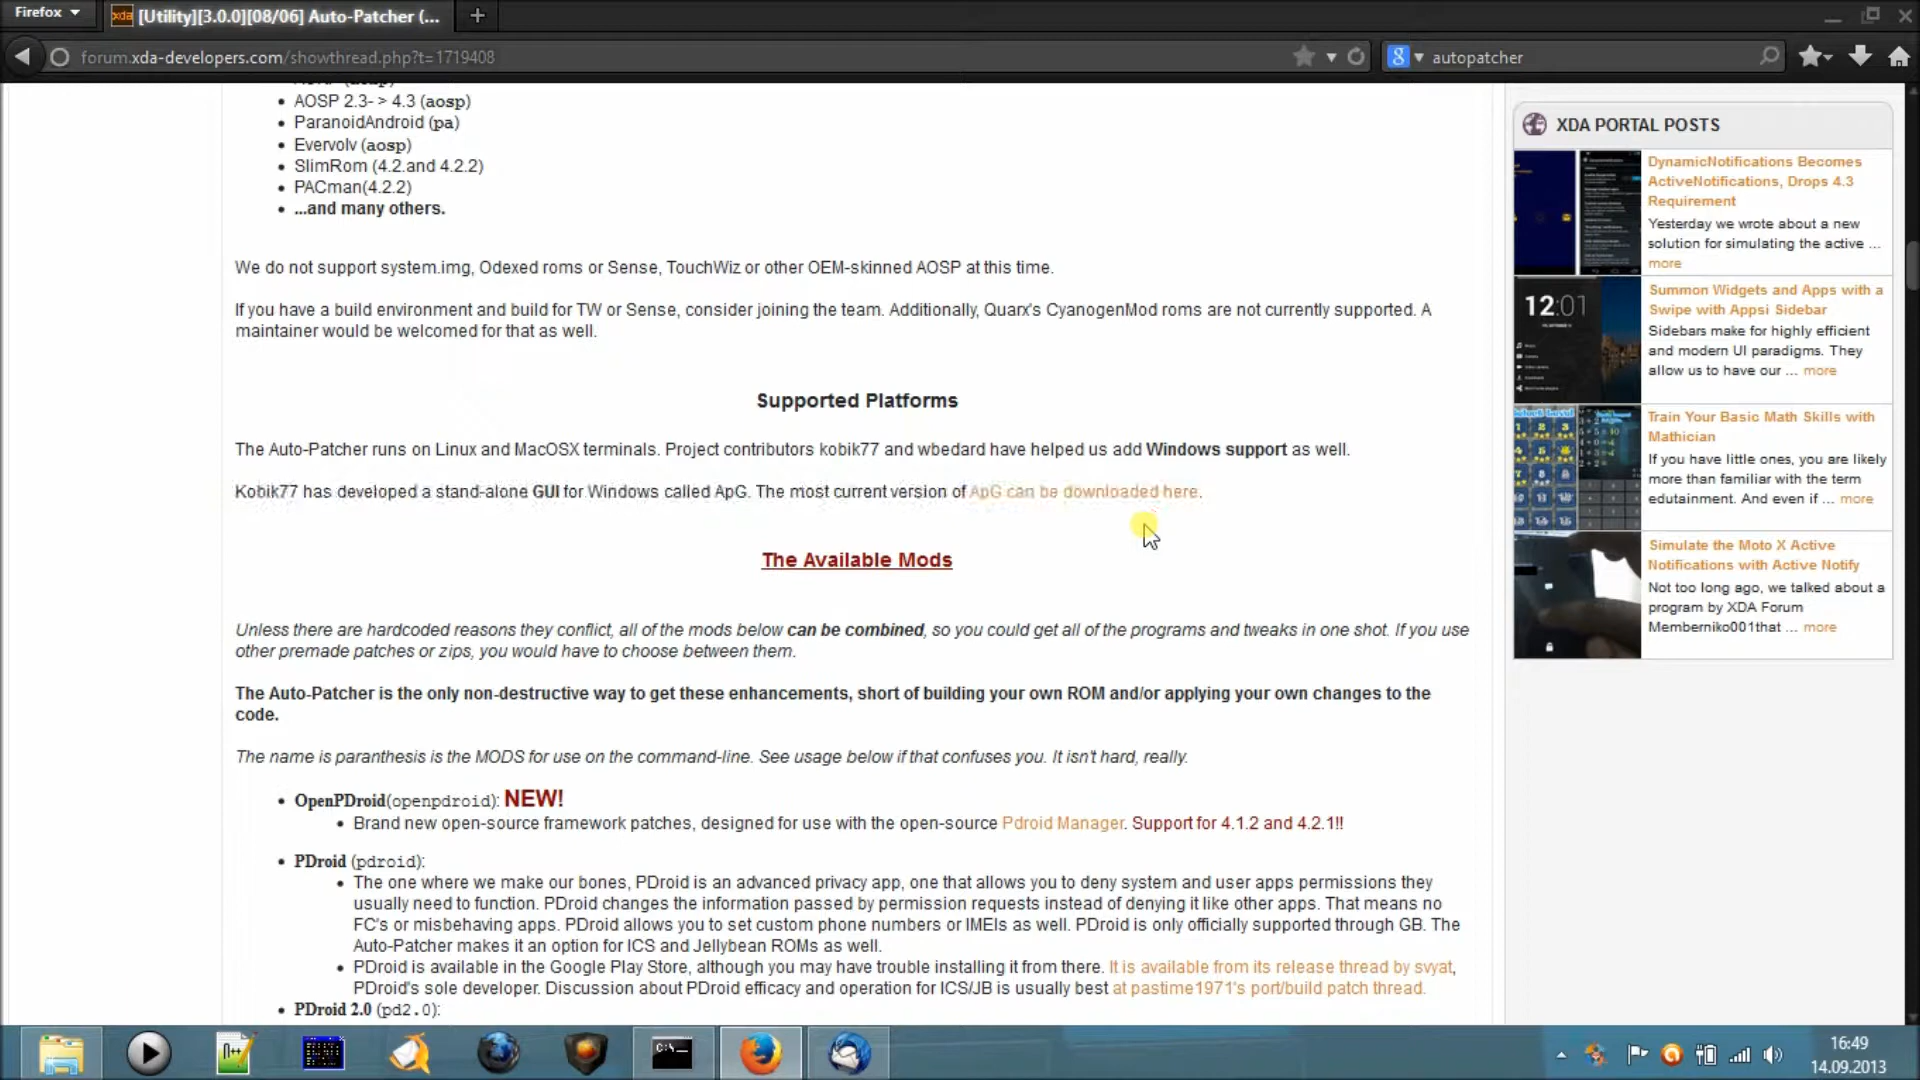 Firefox
[Utility][3.0.0][08/06] Auto-Patcher (...
forum.xda-developers.com/showthread.php?t=1719408
autopatcher
AOSP 2.3- > 4.3 (aosp)
ParanoidAndroid (pa)
Evervolv (aosp)
SlimRom (4.2.and 4.2.2)
PACman(4.2.2)
...and many others.
We do not support system.img, Odexed roms or Sense, TouchWiz or other OEM-skinned AOSP at this time.
If you have a build environment and build for TW or Sense, consider joining the team. Additionally, Quarx's CyanogenMod roms are not currently supported. A
maintainer would be welcomed for that as well.
Supported Platforms
The Auto-Patcher runs on Linux and MacOSX terminals. Project contributors kobik77 and wbedard have helped us add Windows support as well.
Kobik77 has developed a stand-alone GUI for Windows called ApG. The most current version of ApG can be downloaded here.
The Available Mods
Unless there are hardcoded reasons they conflict, all of the mods below can be combined, so you could get all of the programs and tweaks in one shot. If you use
other premade patches or zips, you would have to choose between them.
The Auto-Patcher is the only non-destructive way to get these enhancements, short of building your own ROM and/or applying your own changes to the
code.
The name is paranthesis is the MODS for use on the command-line. See usage below if that confuses you. It isn't hard, really.
OpenPDroid(openpdroid): NEW!
Brand new open-source framework patches, designed for use with the open-source Pdroid Manager. Support for 4.1.2 and 4.2.1!!
PDroid (pdroid):
The one where we make our bones, PDroid is an advanced privacy app, one that allows you to deny system and user apps permissions they
usually need to function. PDroid changes the information passed by permission requests instead of denying it like other apps. That means no
FC's or misbehaving apps. PDroid allows you to set custom phone numbers or IMEIs as well. PDroid is only officially supported through GB. The
Auto-Patcher makes it an option for ICS and Jellybean ROMs as well.
PDroid is available in the Google Play Store, although you may have trouble installing it from there. It is available from its release thread by svyat,
PDroid's sole developer. Discussion about PDroid efficacy and operation for ICS/JB is usually best at pastime1971's port/build patch thread.
PDroid 2.0 (pd2.0):
XDA PORTAL POSTS
DynamicNotifications Becomes
ActiveNotifications, Drops 4.3
Requirement
Yesterday we wrote about a new
solution for simulating the active ...
more
12:01
Summon Widgets and Apps with a
Swipe with Appsi Sidebar
Sidebars make for highly efficient
and modern UI paradigms. They
allow us to have our ... more
Train Your Basic Math Skills with
Mathician
If you have little ones, you are likely
more than familiar with the term
edutainment. And even if ... more
Simulate the Moto X Active
Notifications with Active Notify
Not too long ago, we talked about a
program by XDA Forum
Memberniko001that ... more
16:49
14.09.2013